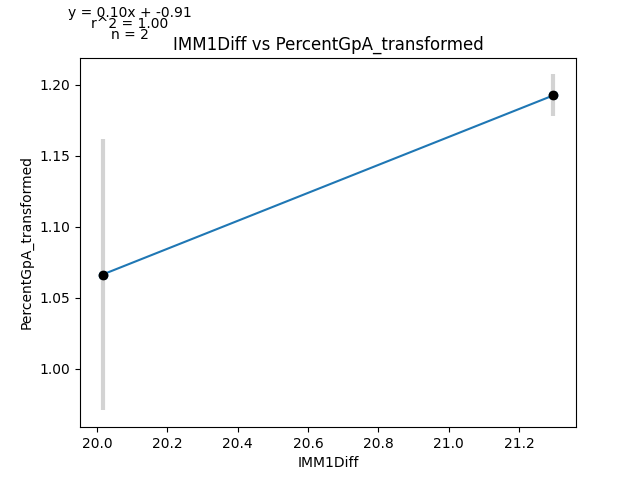 y = 0.10x + -0.91
r^2 = 1.00
n = 2
IMM1Diff vs PercentGpA_transformed
1.20
1.15
1.10
1.05
1.00
PercentGpA_transformed
20.0 20.2 20.4 20.6 20.8 21.0 21.2
IMM1Diff